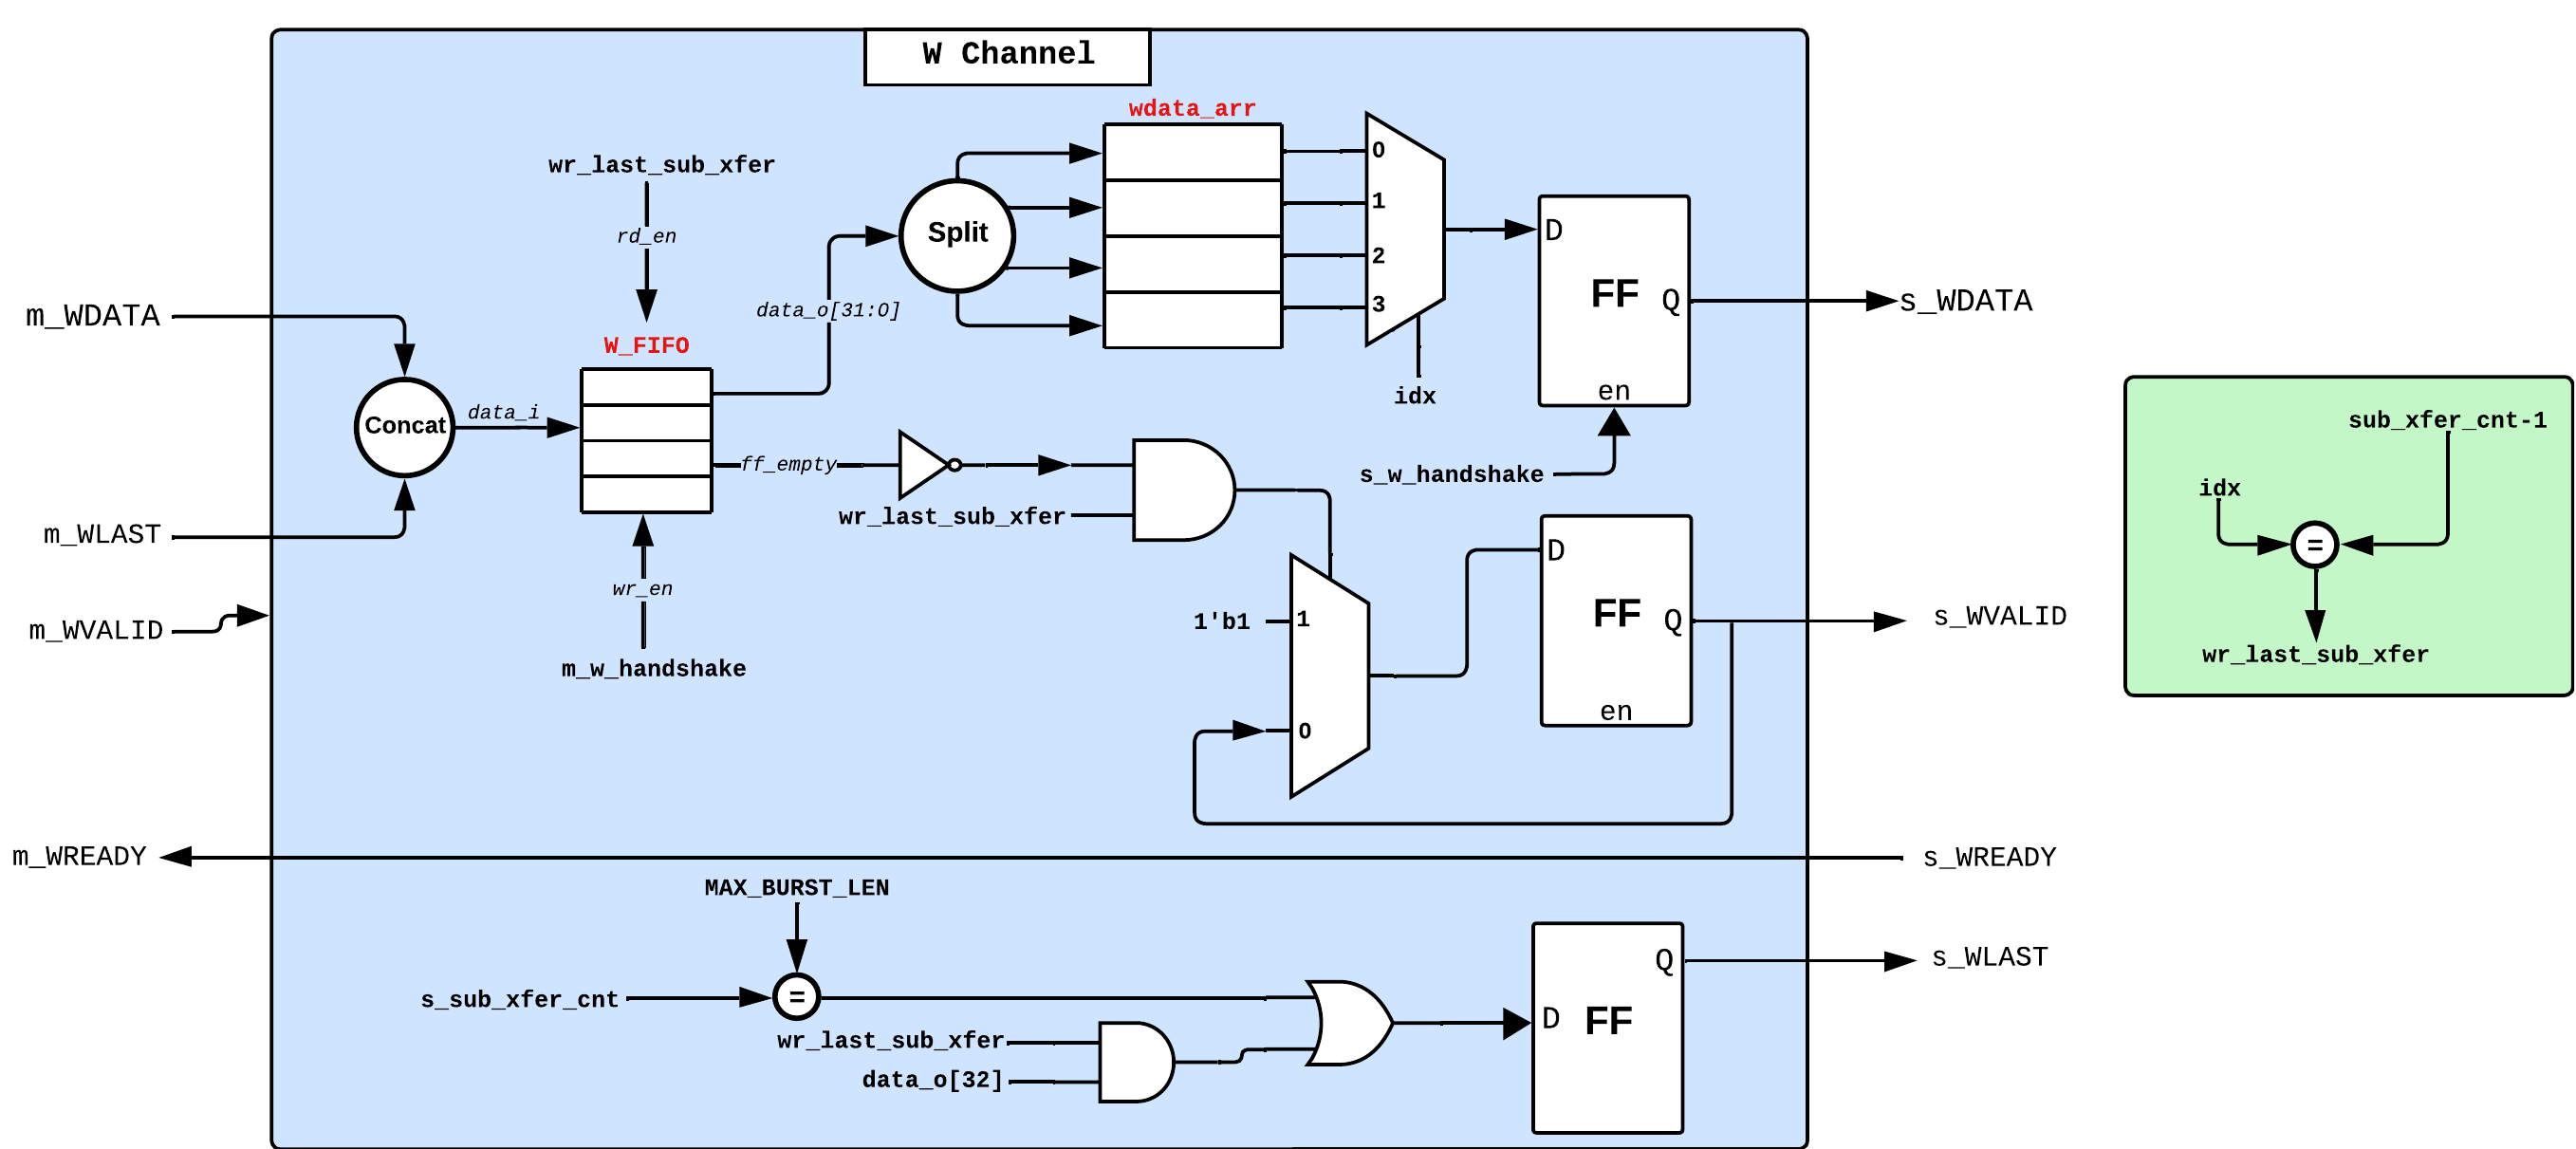 W Channel
wdata_arr
wr_last_sub_xfer
rd_en
Split
0
1
2
3
D
FF
Q
en
s_WDATA
m_WDATA
data_o[31:0]
W_FIFO
idx
Concat
data_i
ff_empty
s_w_handshake
wr_last_sub_xfer
m_WLAST
wr_en
m_w_handshake
m_WVALID
1'b1
1
0
D
FF
Q
en
s_WVALID
sub_xfer_cnt-1
idx
=
wr_last_sub_xfer
m_WREADY
s_WREADY
MAX_BURST_LEN
s_sub_xfer_cnt
=
wr_last_sub_xfer
data_o[32]
Q
D
FF
s_WLAST